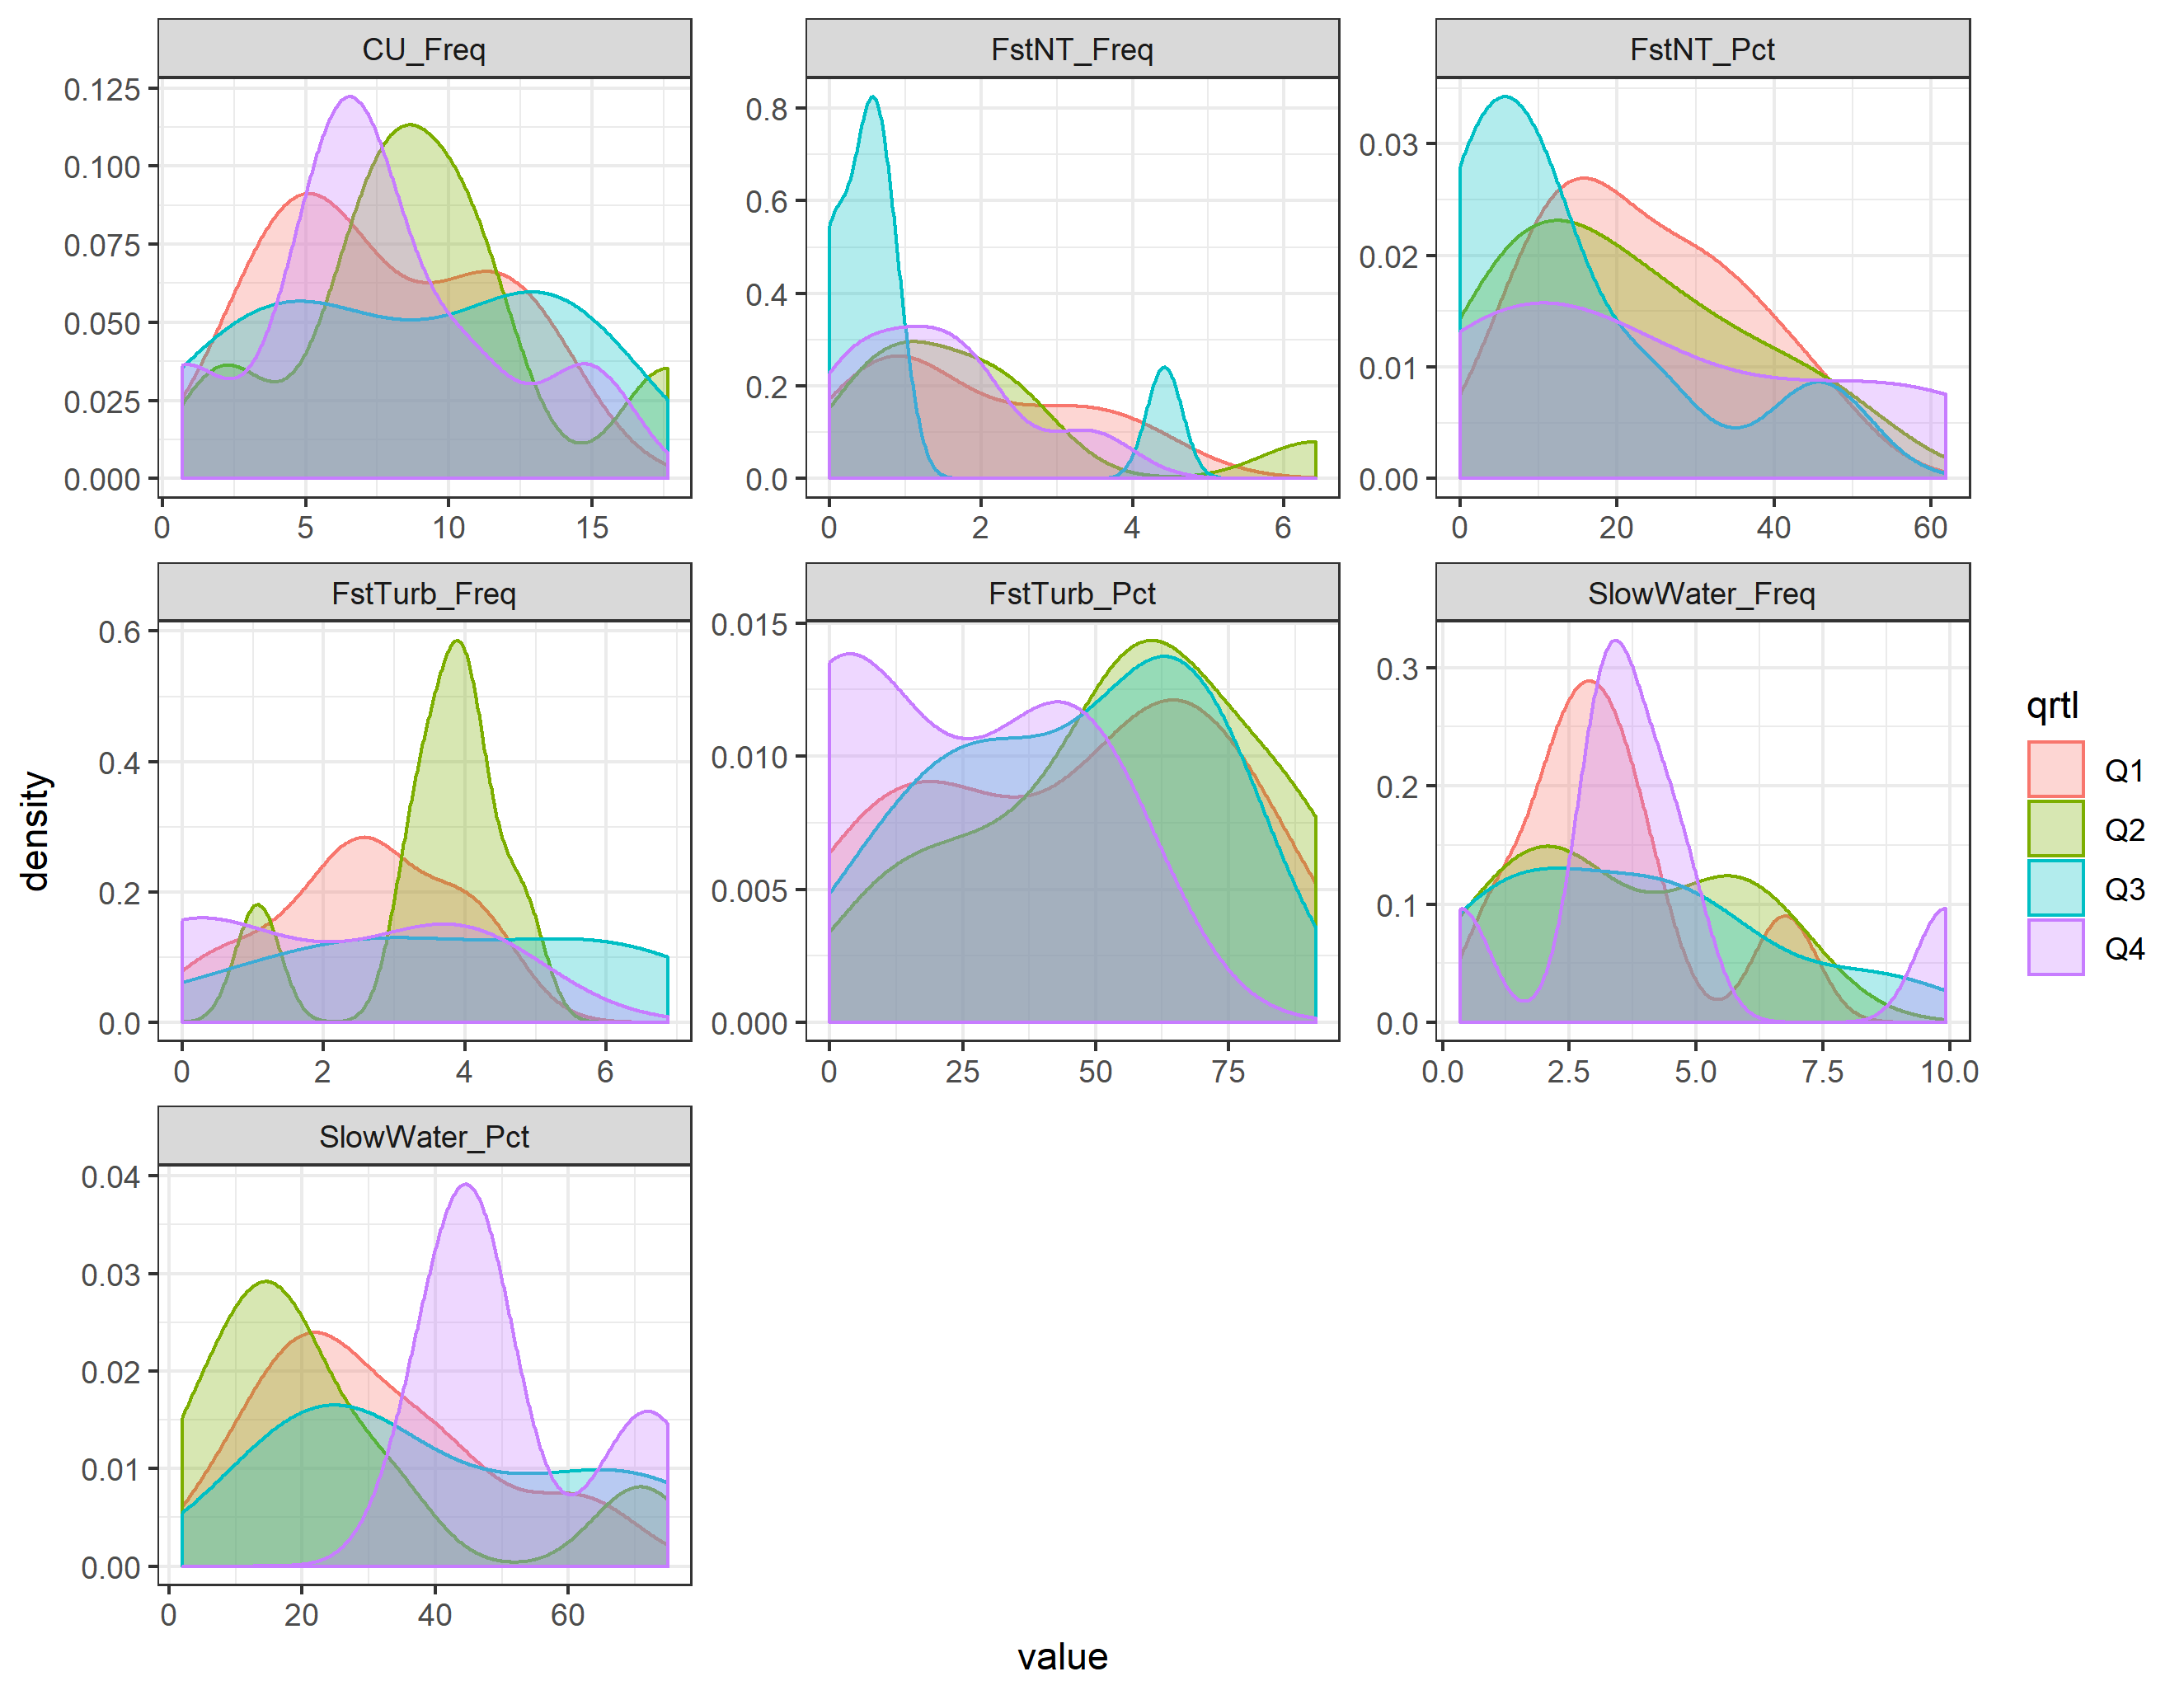 CU_Freq
FstNT_Freq
FstNT_Pct
0.125
0.100
0.075
0.050
0.025
0.000
0 5 10 15
0.8
0.6
0.4
0.2
0.0
0 2 4 6
0.03
0.02
0.01
0.00
0 20 40 60
FstTurb_Freq
FstTurb_Pct
SlowWater_Freq
0.6
0.4
0.2
0.0
0 2 4 6
0.015
0.010
0.005
0.000
0 25 50 75
0.3
0.2
0.1
0.0
0.0 2.5 5.0 7.5 10.0
SlowWater_Pct
0.04
0.03
0.02
0.01
0.00
0 20 40 60
density
value
qrtl
Q1
Q2
Q3
Q4